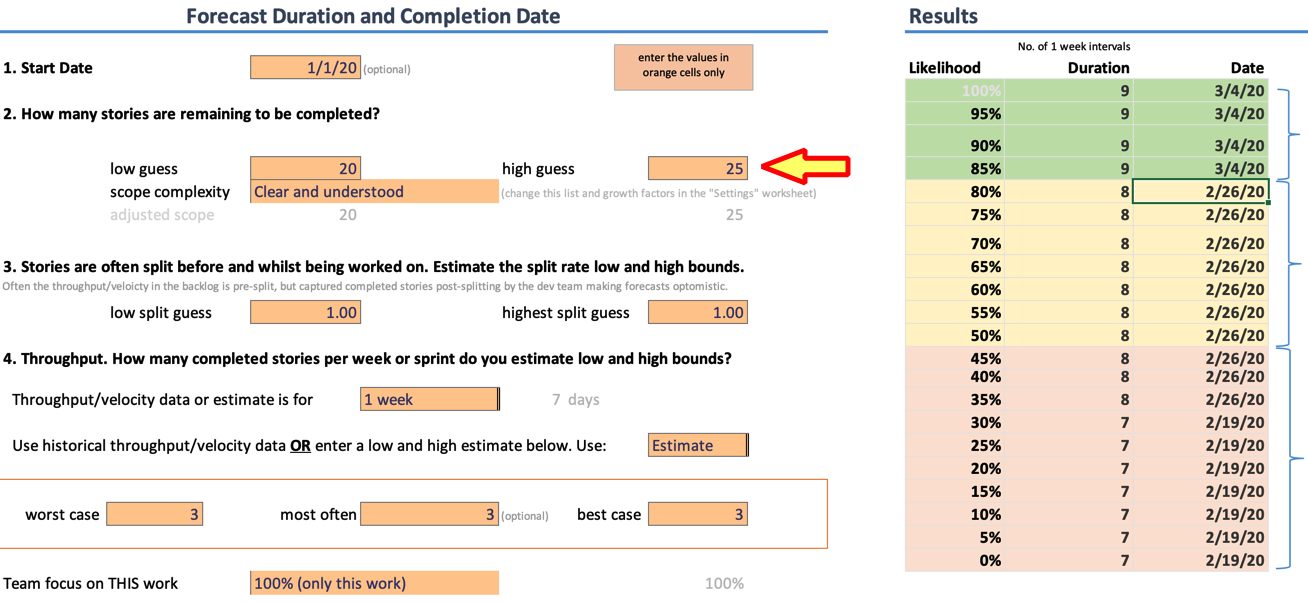 Forecast Duration and Completion Date
1. Start Date 1/1/20 (optional)
enter the values in
orange cells only
2. How many stories are remaining to be completed?
low guess 20 high guess 25
scope complexity Clear and understood (change this list and growth factors in the "Settings" worksheet)
adjusted scope 20 25
3. Stories are often split before and whilst being worked on. Estimate the split rate low and high bounds.
Often the throughput/veloicty in the backlog is pre-split, but captured completed stories post-splitting by the dev team making forecasts optomistic.
low split guess 1.00 highest split guess 1.00
4. Throughput. How many completed stories per week or sprint do you estimate low and high bounds?
Throughput/velocity data or estimate is for 1 week 7 days
Use historical throughput/velocity data OR enter a low and high estimate below. Use: Estimate
worst case 3 most often 3 (optional) best case 3
Team focus on THIS work 100% (only this work) 100%
Results
No. of 1 week intervals
Likelihood Duration Date
100% 9 3/4/20
95% 9 3/4/20
90% 9 3/4/20
85% 9 3/4/20
80% 8 2/26/20
75% 8 2/26/20
70% 8 2/26/20
65% 8 2/26/20
60% 8 2/26/20
55% 8 2/26/20
50% 8 2/26/20
45% 8 2/26/20
40% 8 2/26/20
35% 8 2/26/20
30% 7 2/19/20
25% 7 2/19/20
20% 7 2/19/20
15% 7 2/19/20
10% 7 2/19/20
5% 7 2/19/20
0% 7 2/19/20